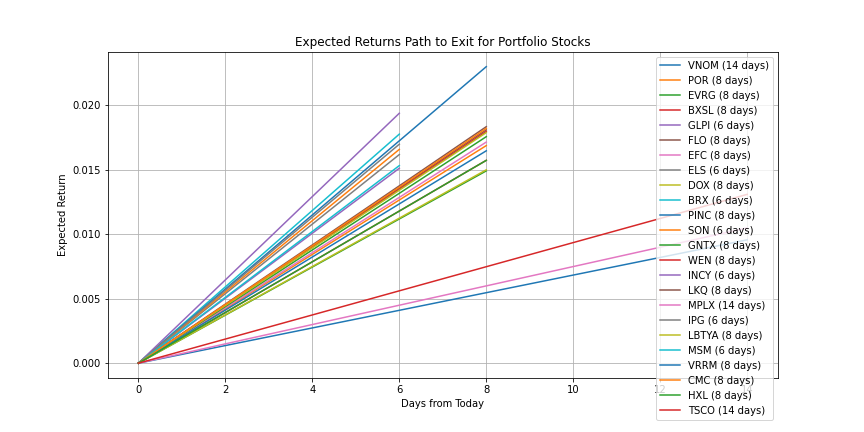 Expected Returns Path to Exit for Portfolio Stocks
VNOM (14 days)
POR (8 days)
EVRG (8 days)
BXSL (8 days)
GLPI (6 days)
FLO (8 days)
EFC (8 days)
ELS (6 days)
DOX (8 days)
BRX (6 days)
PINC (8 days)
SON (6 days)
GNTX (8 days)
WEN (8 days)
INCY (6 days)
LKQ (8 days)
MPLX (14 days)
IPG (6 days)
LBTYA (8 days)
MSM (6 days)
VRRM (8 days)
CMC (8 days)
HXL (8 days)
TSCO (14 days)
0.020
0.015
0.010
0.005
0.000
Expected Return
0 2 4 6 8 10 12 14
Days from Today